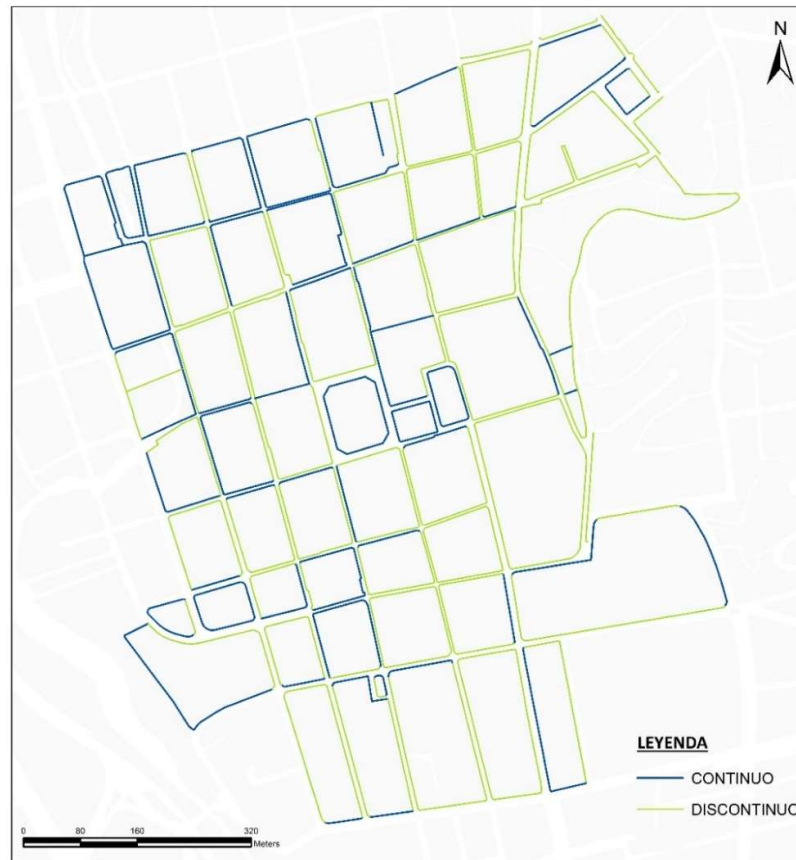 N
LEYENDA
CONTINUO
DISCONTINUO
0 80 160 320
Meters